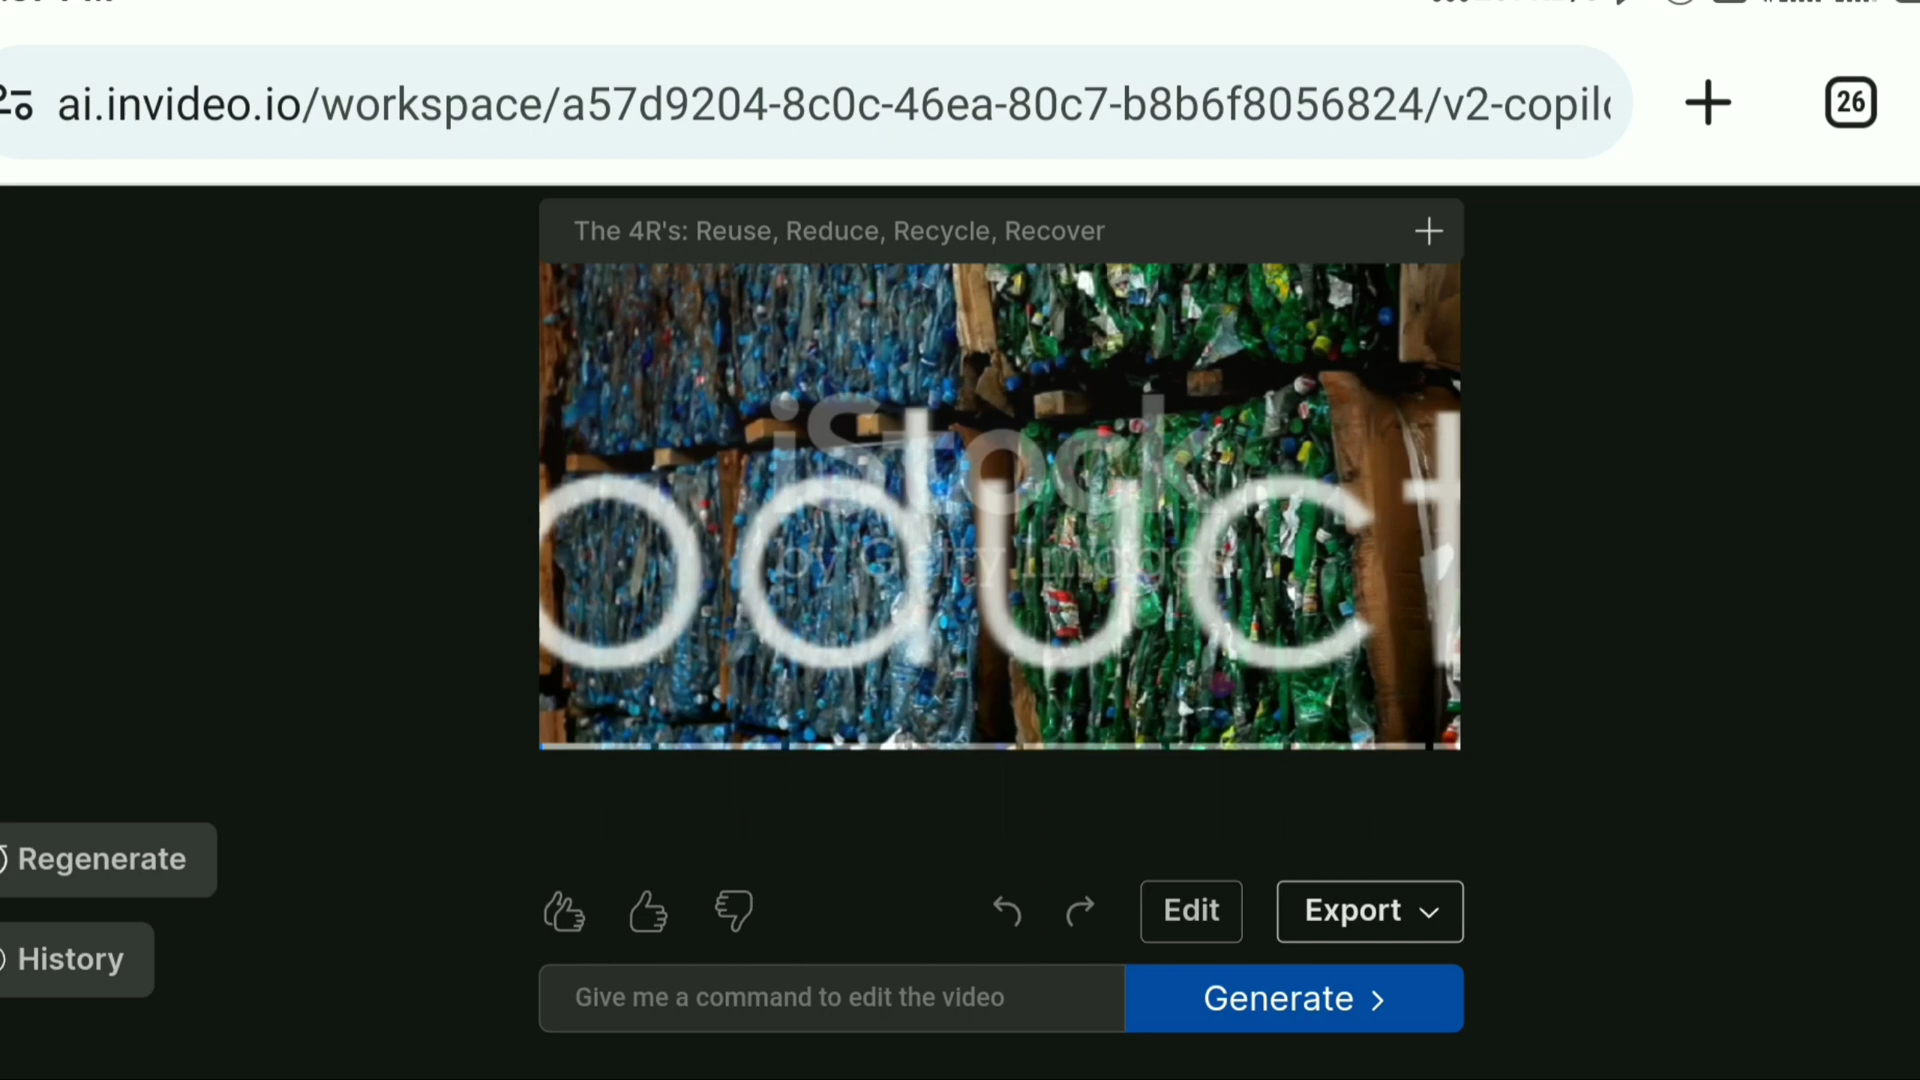 ai.invideo.io/workspace/a57d9204-8c0c-46ea-80c7-b8b6f8056824/v2-copil
26
The 4R's: Reuse, Reduce, Recycle, Recover
iStock
by Getty Images
oduct
Regenerate
History
Edit
Export
Give me a command to edit the video
Generate